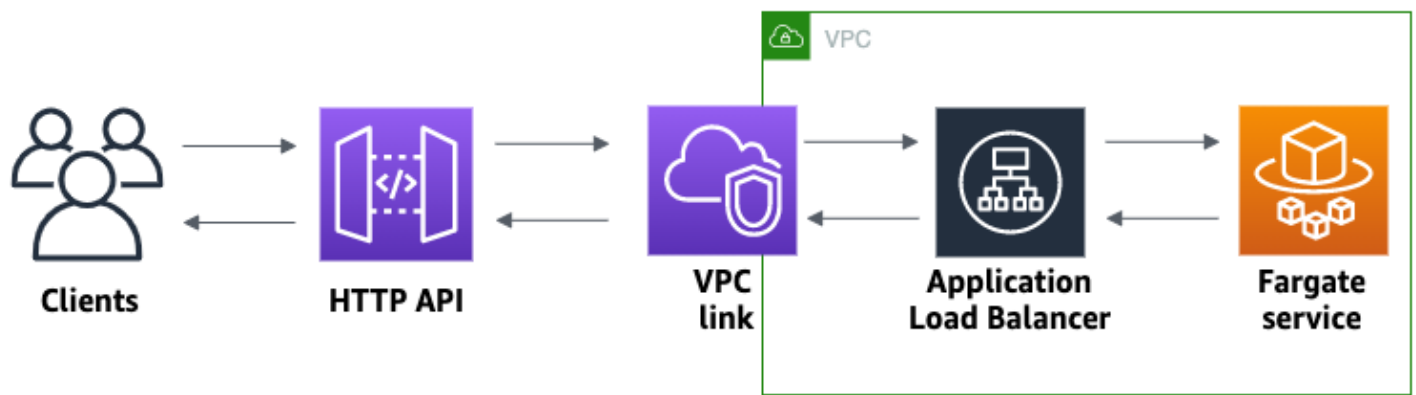 VPC
</>
Clients
HTTP API
VPC
link
Application
Load Balancer
Fargate
service